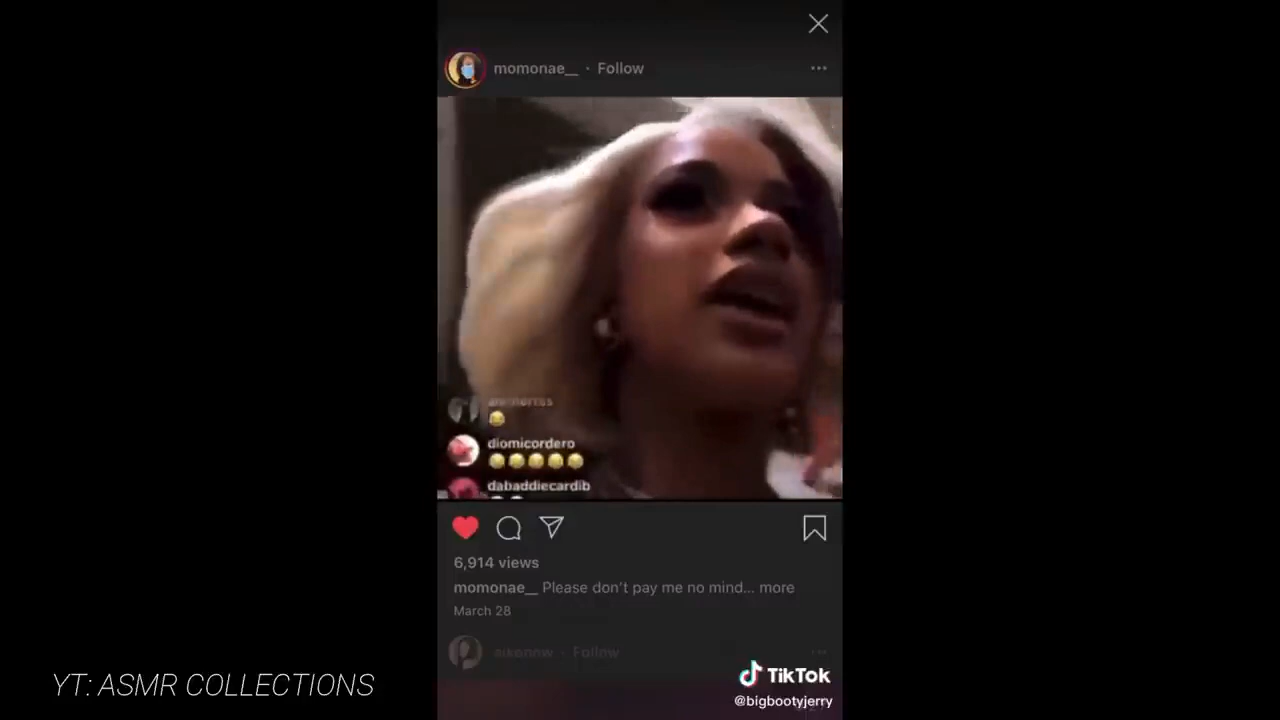 momonae__ · Follow
diomicordero
dabaddiecardib
6,914 views
momonae__ Please don't pay me no mind... more
March 28
Follow
TikTok
@bigbootyjerry
YT: ASMR COLLECTIONS